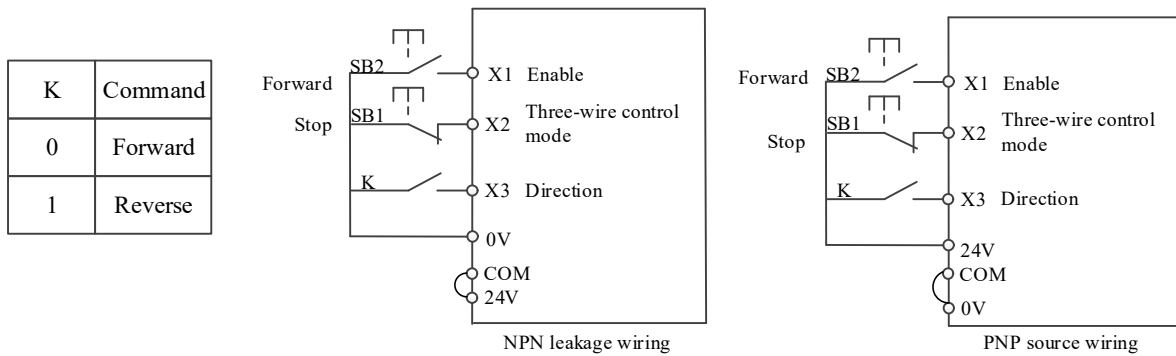 K Command
0 Forward
1 Reverse
Forward SB2 X1 Enable
Stop SB1 X2 Three-wire control
mode
K X3 Direction
0V
COM
24V
NPN leakage wiring
Forward SB2 X1 Enable
Stop SB1 X2 Three-wire control
mode
K X3 Direction
24V
COM
0V
PNP source wiring